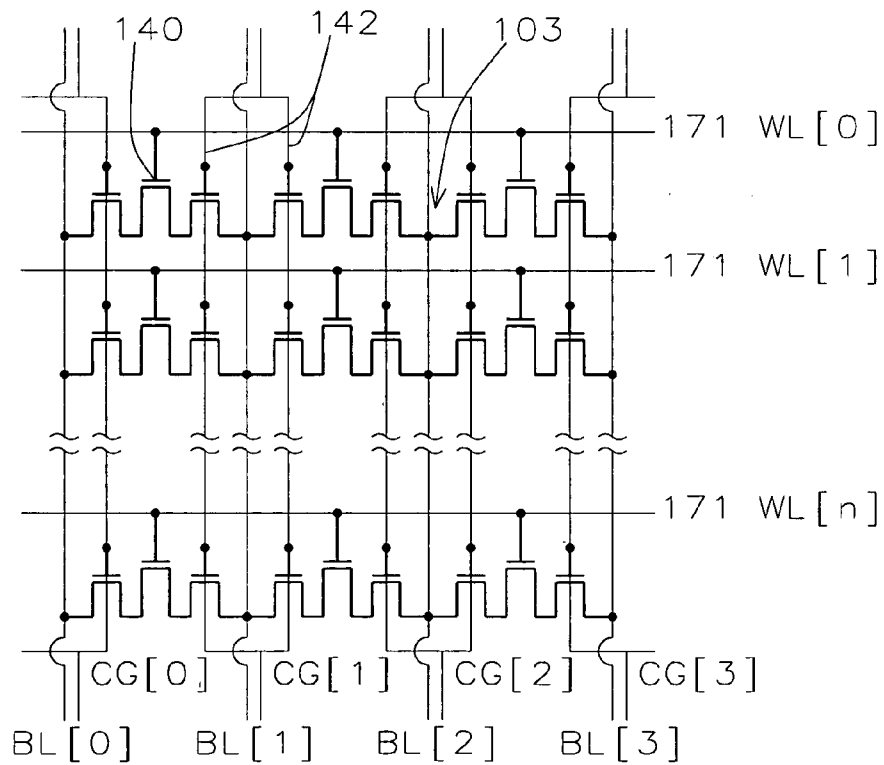 140 142 103
171 WL[0]
171 WL[1]
171 WL[n]
CG[0] CG[1] CG[2] CG[3]
BL[0] BL[1] BL[2] BL[3]